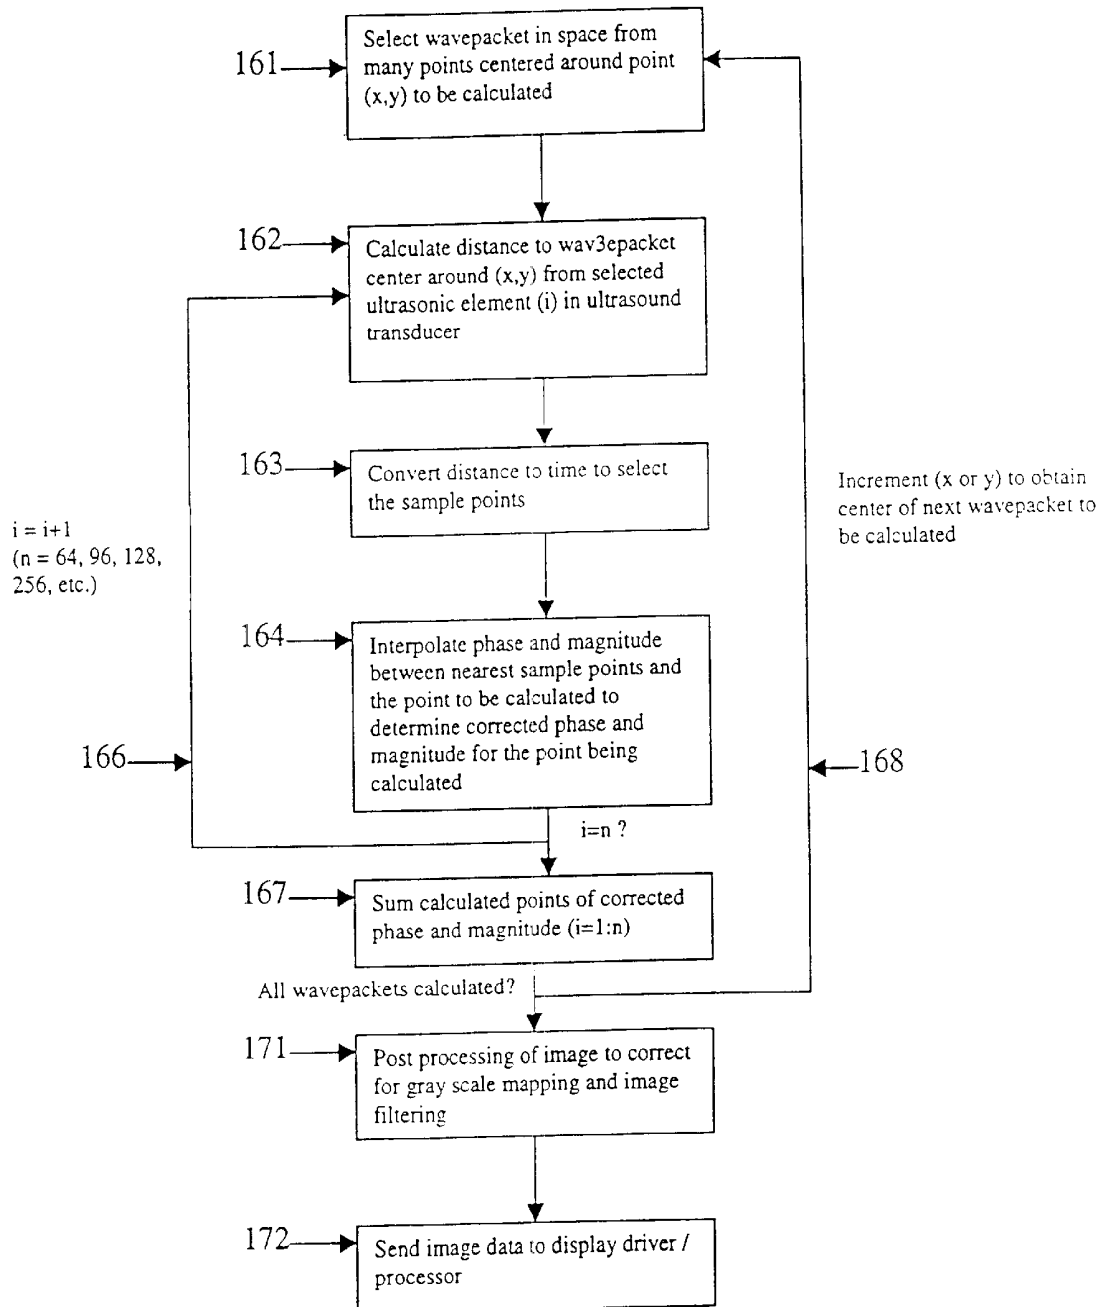 161
Select wavepacket in space from
many points centered around point
(x,y) to be calculated
162
Calculate distance to wav3epacket
center around (x,y) from selected
ultrasonic element (i) in ultrasound
transducer
163
Convert distance to time to select
the sample points
i = i+1
(n = 64, 96, 128,
256, etc.)
Increment (x or y) to obtain
center of next wavepacket to
be calculated
164
Interpolate phase and magnitude
between nearest sample points and
the point to be calculated to
determine corrected phase and
magnitude for the point being
calculated
166
168
i=n ?
167
Sum calculated points of corrected
phase and magnitude (i=1:n)
All wavepackets calculated?
171
Post processing of image to correct
for gray scale mapping and image
filtering
172
Send image data to display driver /
processor